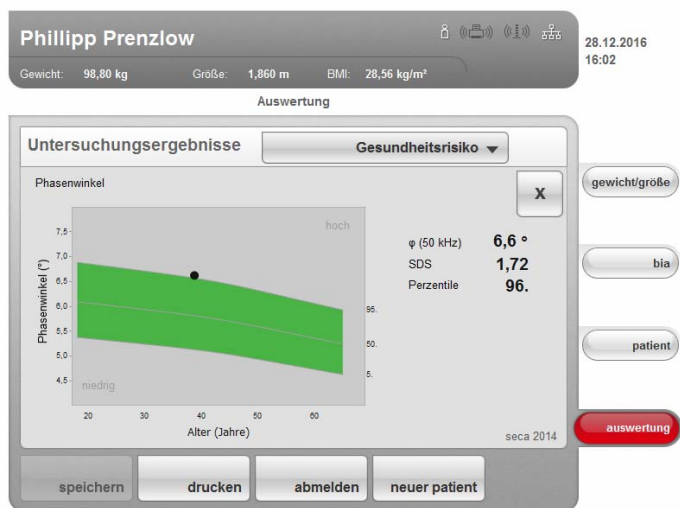 Phillipp Prenzlow
28.12.2016
16:02
Gewicht: 98,80 kg Größe: 1,860 m BMI: 28,56 kg/m²
Auswertung
Untersuchungsergebnisse
Gesundheitsrisiko
Phasenwinkel
X
hoch
Phasenwinkel (°)
7,5
7,0
6,5
6,0
5,5
5,0
4,5
niedrig
95.
50.
5.
20 30 40 50 60
Alter (Jahre)
φ (50 kHz) 6,6 °
SDS 1,72
Perzentile 96.
seca 2014
gewicht/größe
bia
patient
auswertung
speichern drucken abmelden neuer patient